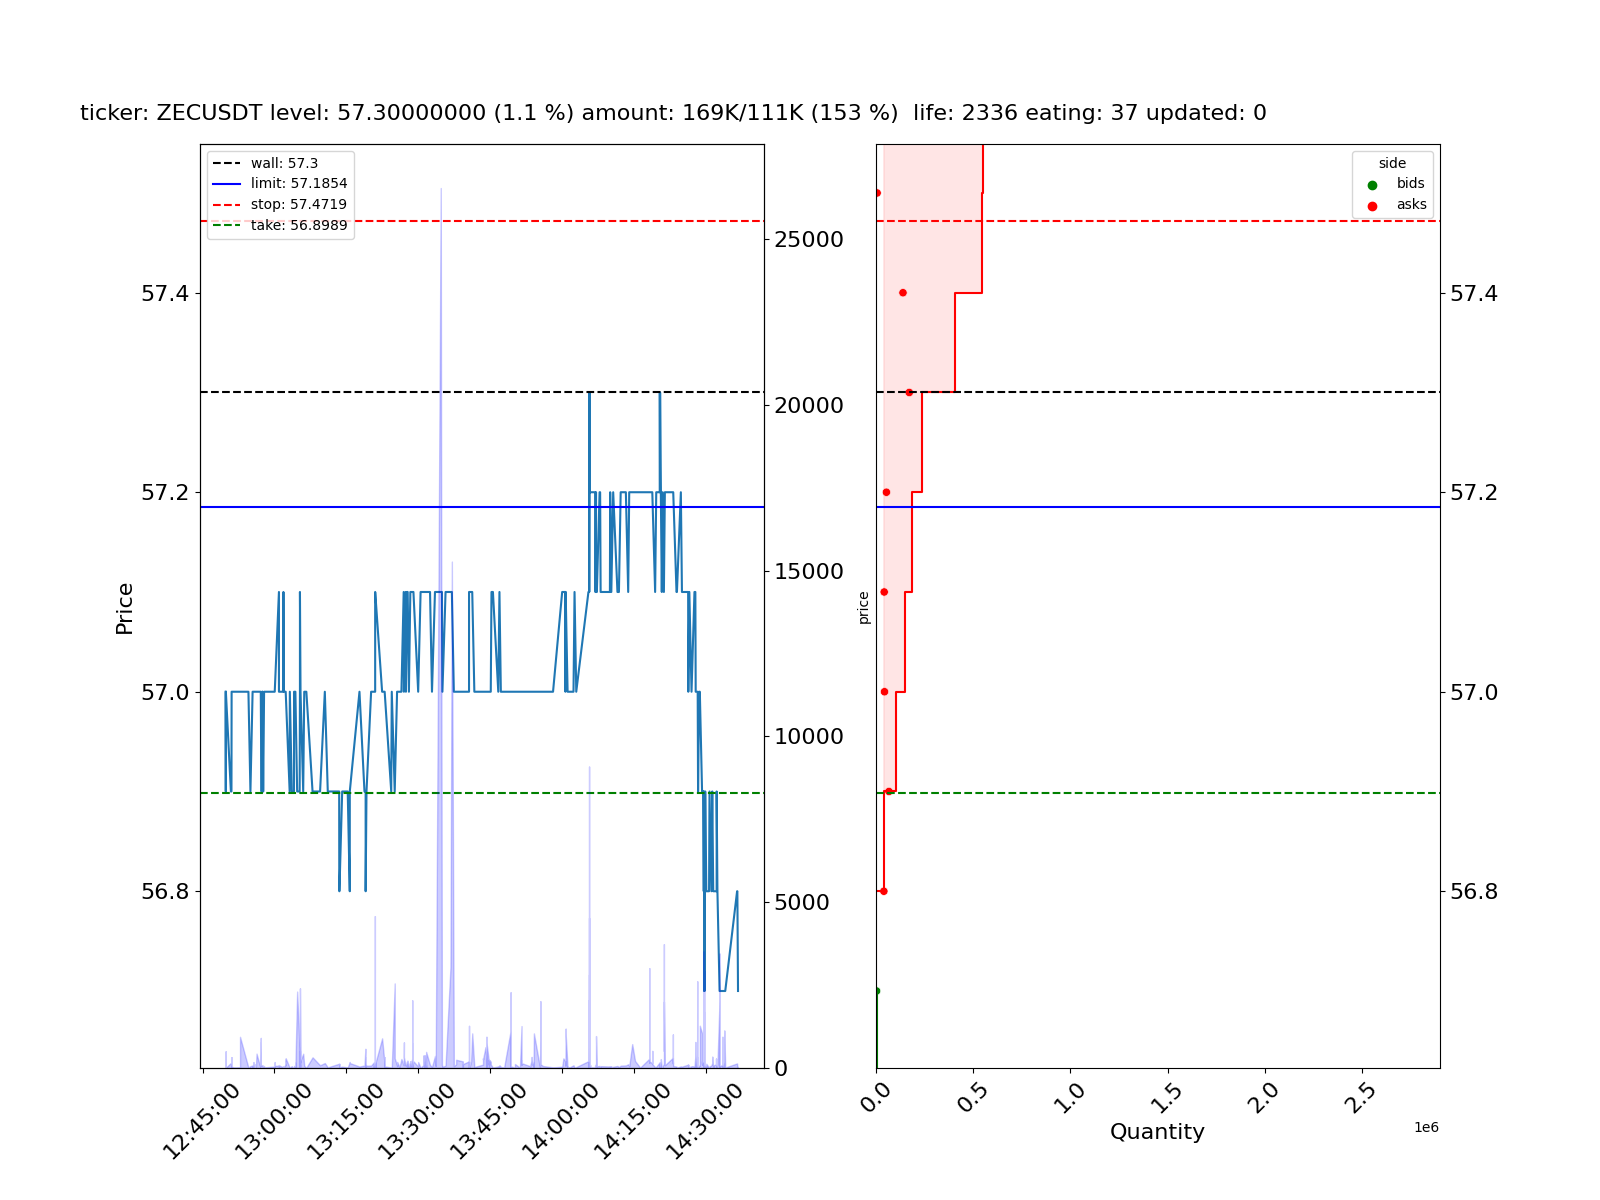 ticker: ZECUSDT level: 57.30000000 (1.1 %) amount: 169K/111K (153 %)  life: 2336 eating: 37 updated: 0
wall: 57.3
limit: 57.1854
stop: 57.4719
take: 56.8989
Price
57.4
57.2
57.0
56.8
25000
20000
15000
10000
5000
0
12:45:00
13:00:00
13:15:00
13:30:00
13:45:00
14:00:00
14:15:00
14:30:00
side
bids
asks
price
57.4
57.2
57.0
56.8
0.0
0.5
1.0
1.5
2.0
2.5
1e6
Quantity